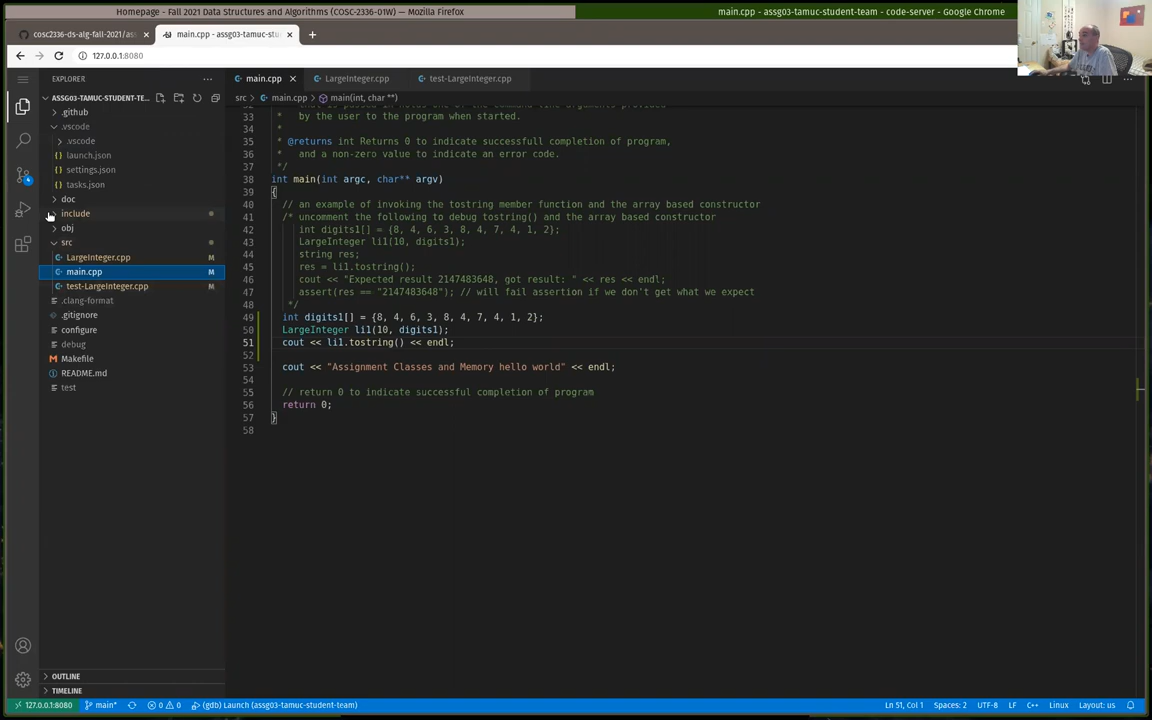 Homepage - Fall 2021 Data Structures and Algorithms (COSC-2336-01W) — Mozilla Firefox
main.cpp - assg03-tamuc-student-team - code-server - Google Chrome
cosc2336-ds-alg-fall-2021/ass
main.cpp - assg03-tamuc-stud
127.0.0.1:8080
EXPLORER
main.cpp
LargeInteger.cpp
test-LargeInteger.cpp
ASSG03-TAMUC-STUDENT-TE...
src > main.cpp > main(int, char **)
.github
33 * by the user to the program when started.
.vscode
34 *
.vscode
35 * @returns int Returns 0 to indicate successfull completion of program,
launch.json
36 * and a non-zero value to indicate an error code.
settings.json
37 */
tasks.json
38 int main(int argc, char** argv)
39 {
doc
40 // an example of invoking the tostring member function and the array based constructor
include
41 /* uncomment the following to debug tostring() and the array based constructor
obj
42 int digits1[] = {8, 4, 6, 3, 8, 4, 7, 4, 1, 2};
src
43 LargeInteger li1(10, digits1);
LargeInteger.cpp M
44 string res;
45 res = li1.tostring();
main.cpp M
46 cout << "Expected result 2147483648, got result: " << res << endl;
test-LargeInteger.cpp M
47 assert(res == "2147483648"); // will fail assertion if we don't get what we expect
.clang-format
48 */
.gitignore
49 int digits1[] = {8, 4, 6, 3, 8, 4, 7, 4, 1, 2};
configure
50 LargeInteger li1(10, digits1);
debug
51 cout << li1.tostring() << endl;
Makefile
52
README.md
53 cout << "Assignment Classes and Memory hello world" << endl;
test
54
55 // return 0 to indicate successful completion of program
56 return 0;
57 }
58
OUTLINE
TIMELINE
127.0.0.1:8080
main*
0 0
(gdb) Launch (assg03-tamuc-student-team)
Ln 51, Col 1
Spaces: 2
UTF-8
LF
C++
Linux
Layout: us